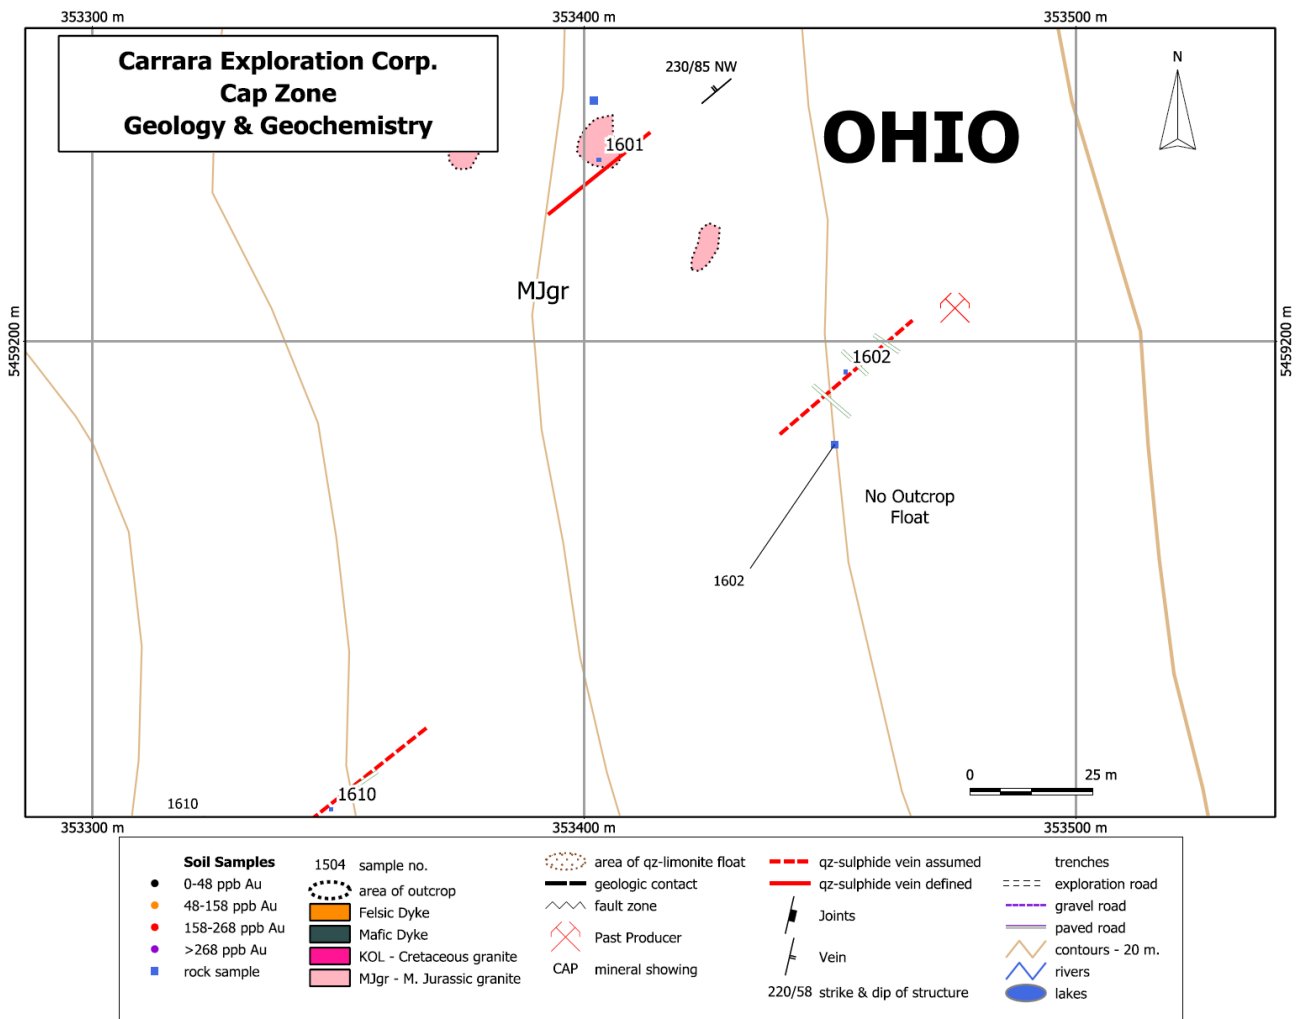 353300 m
353400 m
353500 m
Carrara Exploration Corp.
Cap Zone
Geology & Geochemistry
230/85 NW
OHIO
N
1601
MJgr
5459200 m
5459200 m
1602
No Outcrop
Float
1602
0 25 m
1610
1610
353300 m
353400 m
353500 m
Soil Samples
0-48 ppb Au
48-158 ppb Au
158-268 ppb Au
>268 ppb Au
rock sample
1504 sample no.
area of outcrop
Felsic Dyke
Mafic Dyke
KOL - Cretaceous granite
MJgr - M. Jurassic granite
area of qz-limonite float
geologic contact
fault zone
Past Producer
CAP mineral showing
qz-sulphide vein assumed
qz-sulphide vein defined
Joints
Vein
220/58 strike & dip of structure
trenches
exploration road
gravel road
paved road
contours - 20 m.
rivers
lakes